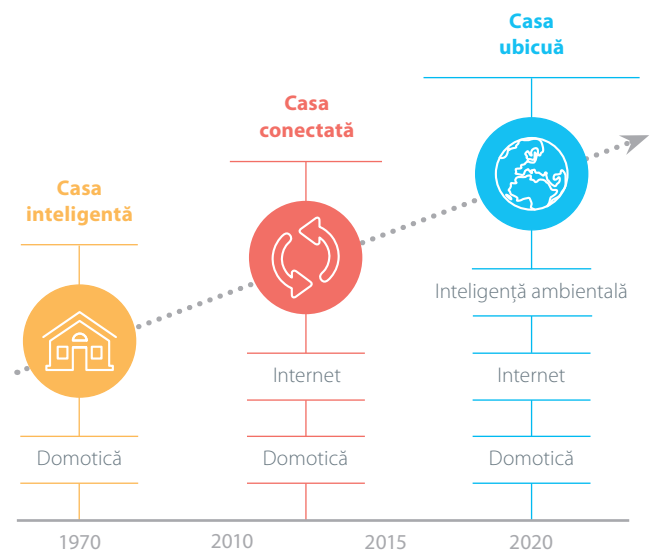 Casa
ubicuă
Casa
conectată
Casa
inteligentă
Inteligență ambientală
Internet
Internet
Domotică
Domotică
Domotică
1970
2010
2015
2020